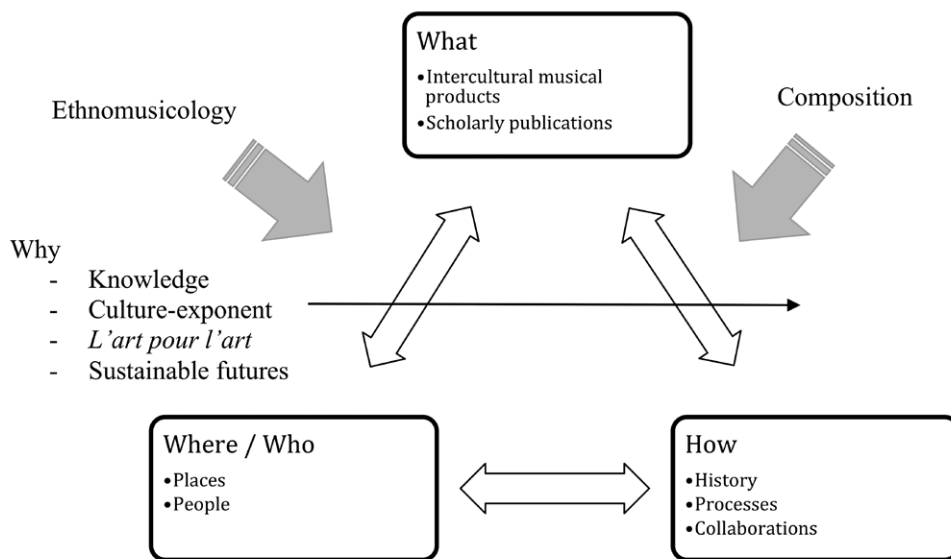 What
•Intercultural musical
products
•Scholarly publications
Ethnomusicology
Composition
Why
- Knowledge
- Culture-exponent
- L’art pour l’art
- Sustainable futures
Where / Who
•Places
•People
How
•History
•Processes
•Collaborations